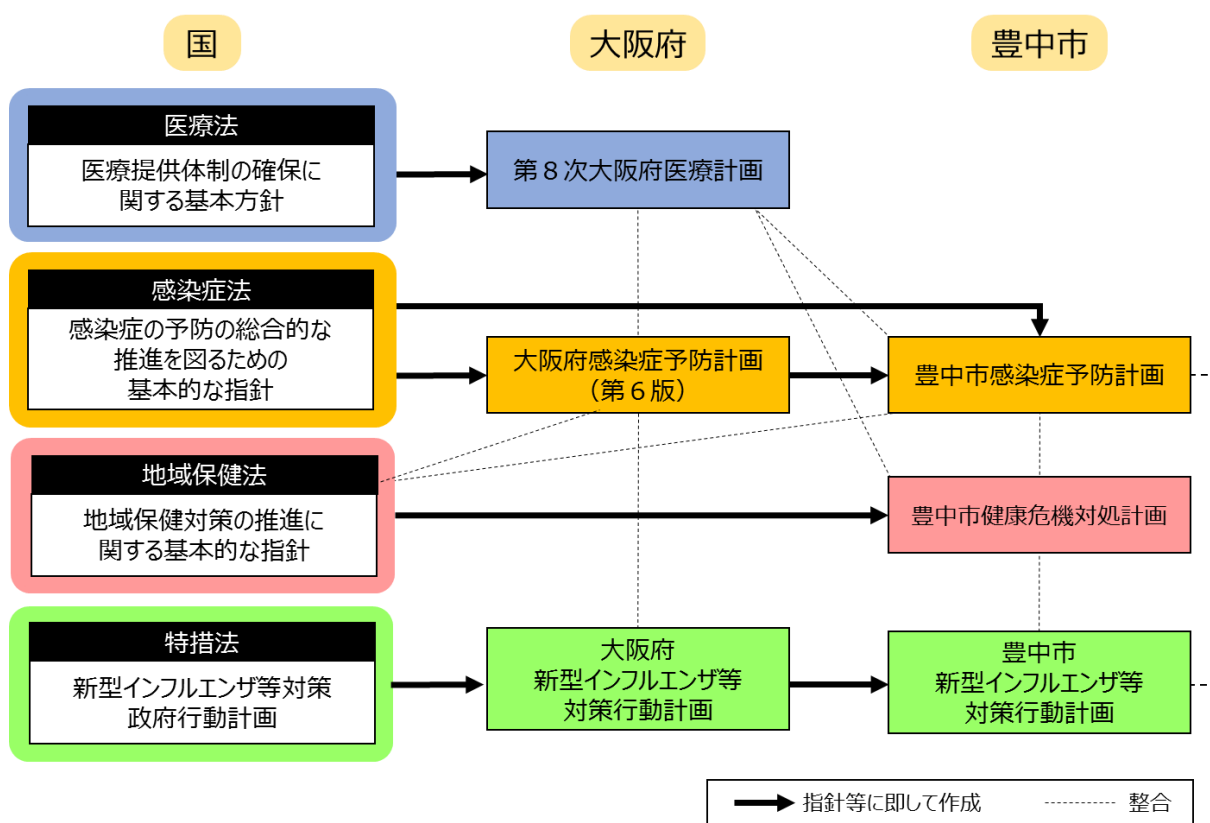 国
大阪府
豊中市
医療法
医療提供体制の確保に
関する基本方針
第８次大阪府医療計画
感染症法
感染症の予防の総合的な
推進を図るための
基本的な指針
大阪府感染症予防計画
（第６版）
豊中市感染症予防計画
地域保健法
地域保健対策の推進に
関する基本的な指針
豊中市健康危機対処計画
特措法
新型インフルエンザ等対策
政府行動計画
大阪府
新型インフルエンザ等
対策行動計画
豊中市
新型インフルエンザ等
対策行動計画
指針等に即して作成
整合